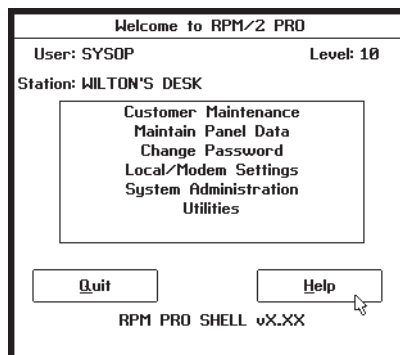 Welcome to RPM/2 PRO
User: SYSOP Level: 10
Station: WILTON'S DESK
Customer Maintenance
Maintain Panel Data
Change Password
Local/Modem Settings
System Administration
Utilities
Quit Help
RPM PRO SHELL vX.XX